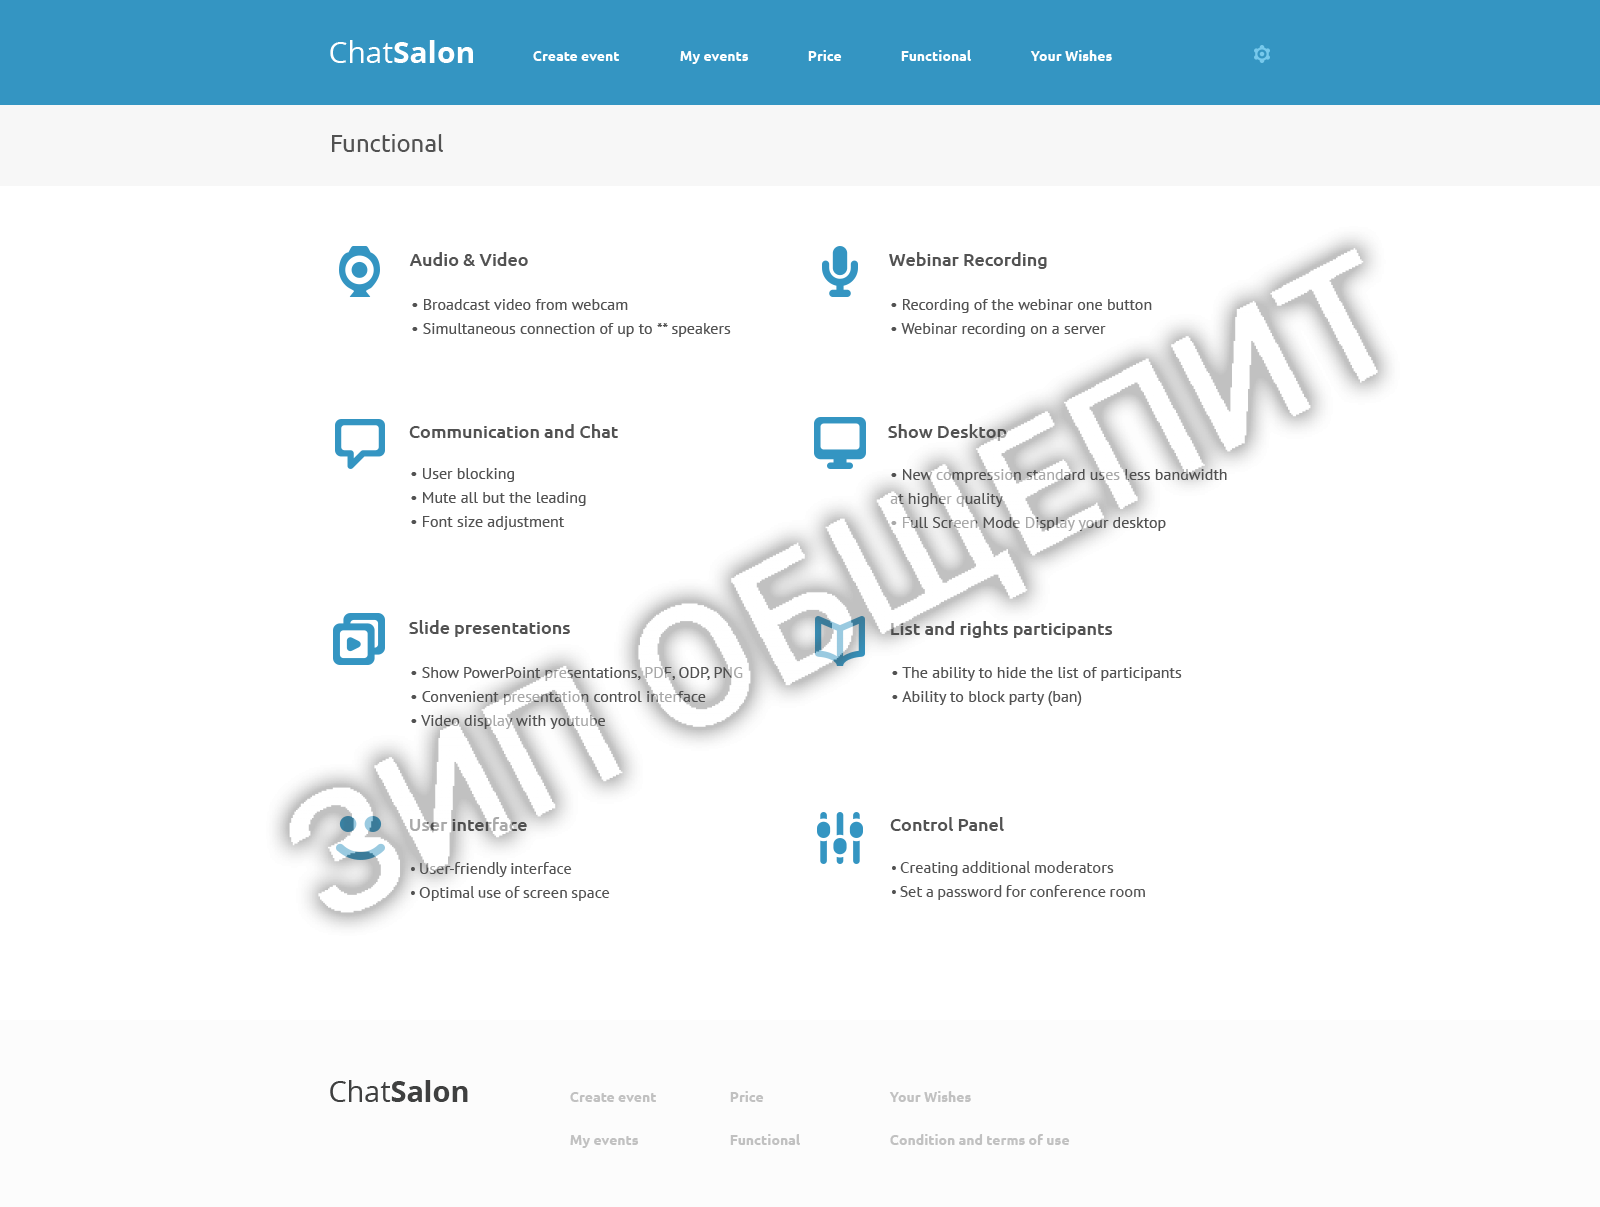 ChatSalon
Create event
My events
Price
Functional
Your Wishes
Functional
Audio & Video
• Broadcast video from webcam
• Simultaneous connection of up to ** speakers
Webinar Recording
• Recording of the webinar one button
• Webinar recording on a server
Communication and Chat
• User blocking
• Mute all but the leading
• Font size adjustment
Show Desktop
• New compression standard uses less bandwidth
at higher quality
• Full Screen Mode Display your desktop
Slide presentations
• Show PowerPoint presentations, PDF, ODP, PNG
• Convenient presentation control interface
• Video display with youtube
List and rights participants
• The ability to hide the list of participants
• Ability to block party (ban)
User interface
• User-friendly interface
• Optimal use of screen space
Control Panel
• Creating additional moderators
• Set a password for conference room
ЗИП ОБЩЕПИТ
ChatSalon
Create event
Price
Your Wishes
My events
Functional
Condition and terms of use